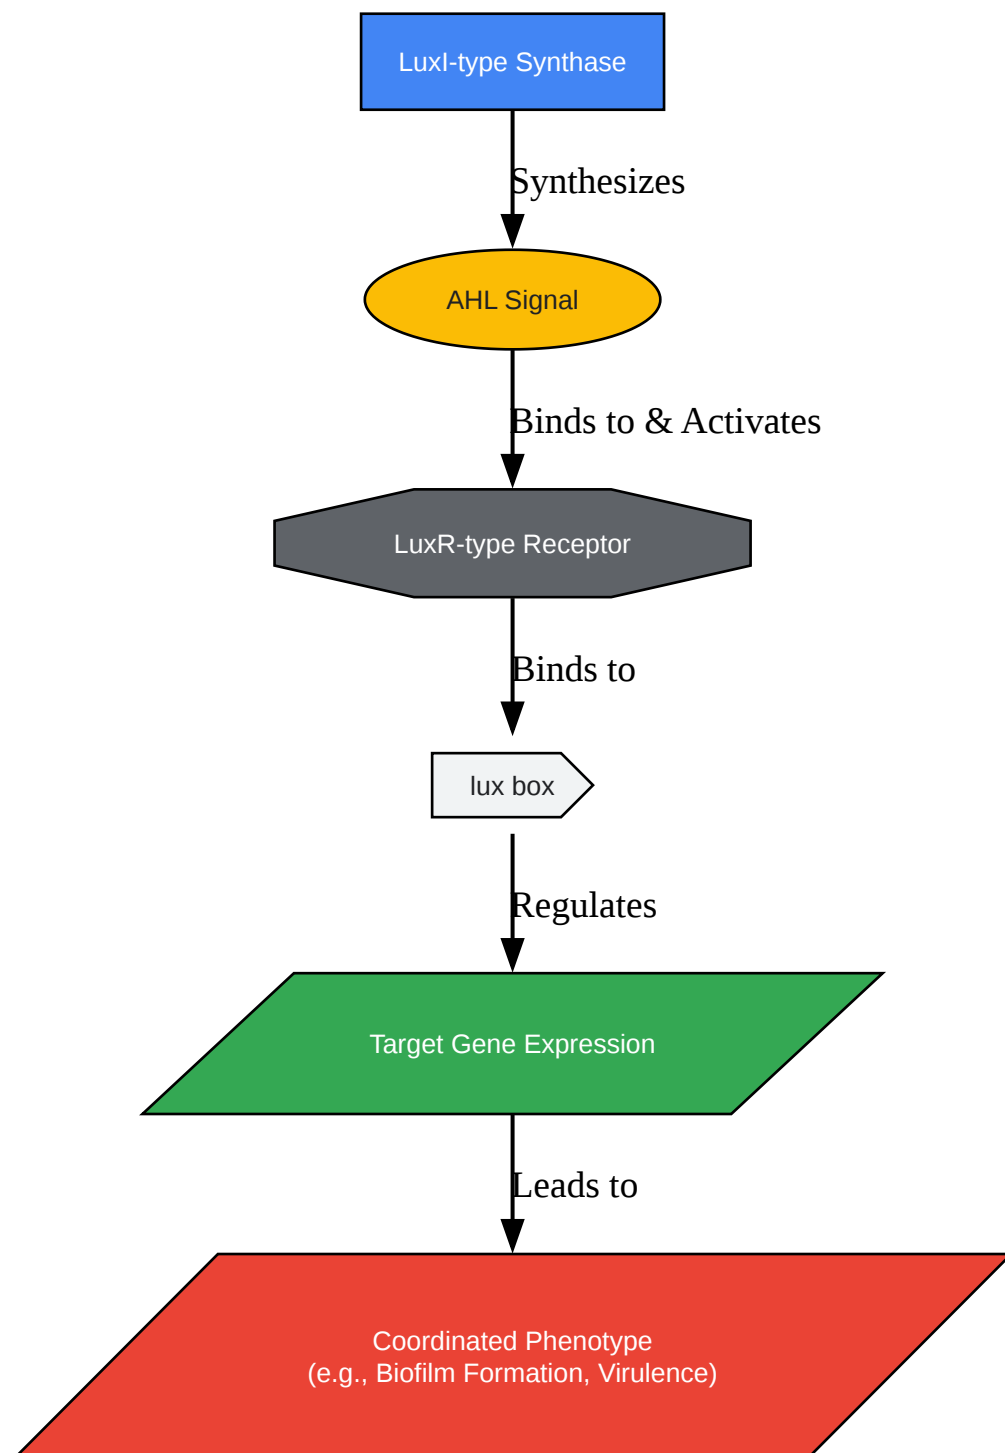 LuxI-type Synthase
Synthesizes
AHL Signal
Binds to & Activates
LuxR-type Receptor
Binds to
lux box
Regulates
Target Gene Expression
Leads to
Coordinated Phenotype
(e.g., Biofilm Formation, Virulence)